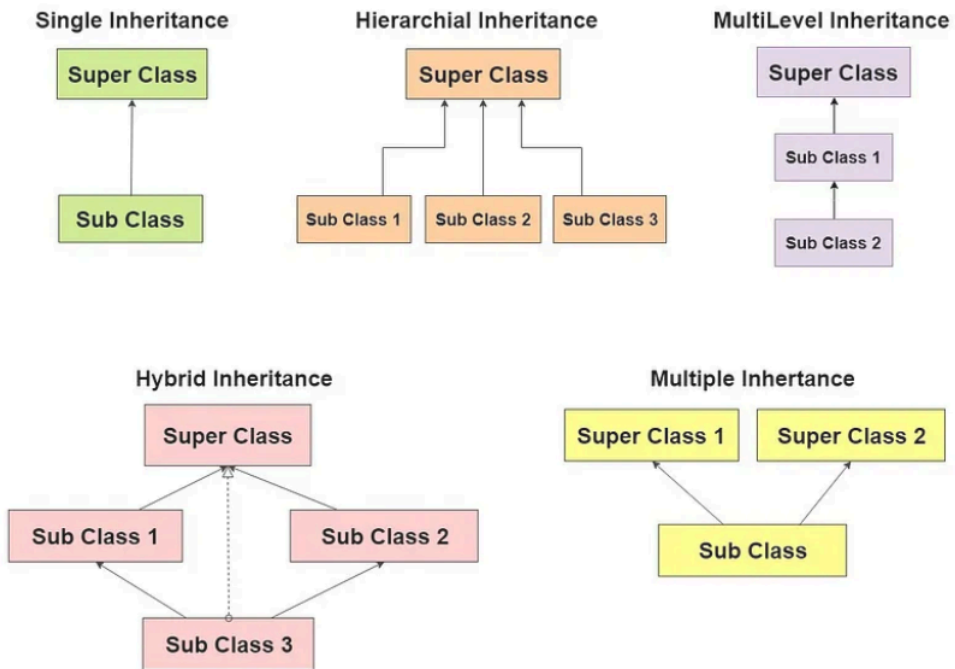 Single Inheritance
Super Class
Sub Class
Hierarchial Inheritance
Super Class
Sub Class 1
Sub Class 2
Sub Class 3
MultiLevel Inheritance
Super Class
Sub Class 1
Sub Class 2
Hybrid Inheritance
Super Class
Sub Class 1
Sub Class 2
Sub Class 3
Multiple Inhertance
Super Class 1
Super Class 2
Sub Class